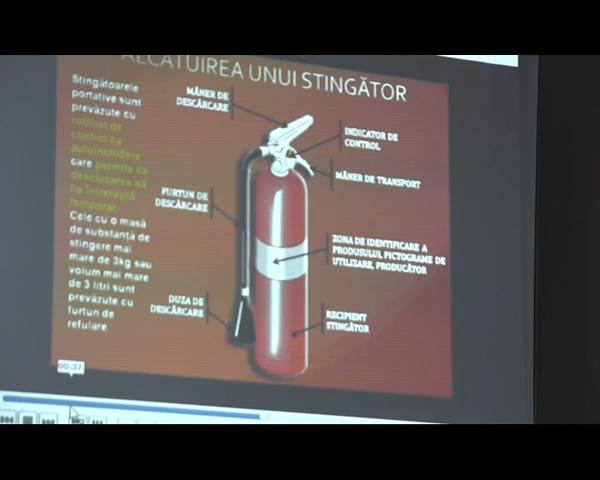 ALCĂTUIREA UNUI STINGĂTOR
Stingătoarele
portative sunt
prevăzute cu
robinet de
control cu
autoînchidere
care permite ca
descărcarea să
fie întreruptă
temporar.
Cele cu o masă
de substanță de
stingere mai
mare de 3kg sau
volum mai mare
de 3 litri sunt
prevăzute cu
furtun de
refulare.
MÂNER DE
DESCĂRCARE
INDICATOR DE
CONTROL
MÂNER DE TRANSPORT
FURTUN DE
DESCĂRCARE
ZONA DE IDENTIFICARE A
PRODUSULUI, PICTOGRAME DE
UTILIZARE, PRODUCĂTOR
DUZA DE
DESCĂRCARE
RECIPIENT
STINGĂTOR
00:37